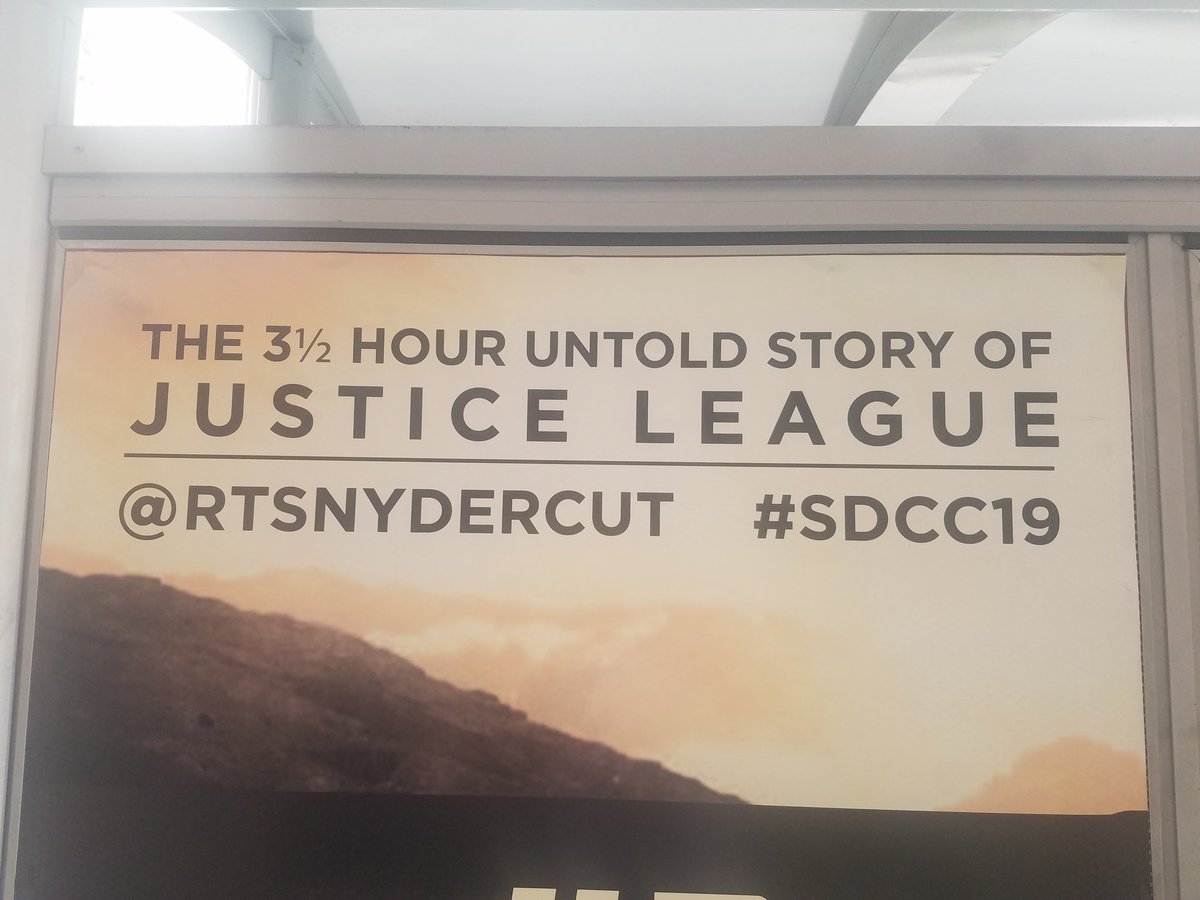 THE 3½ HOUR UNTOLD STORY OF
JUSTICE LEAGUE
@RTSNYDERCUT #SDCC19